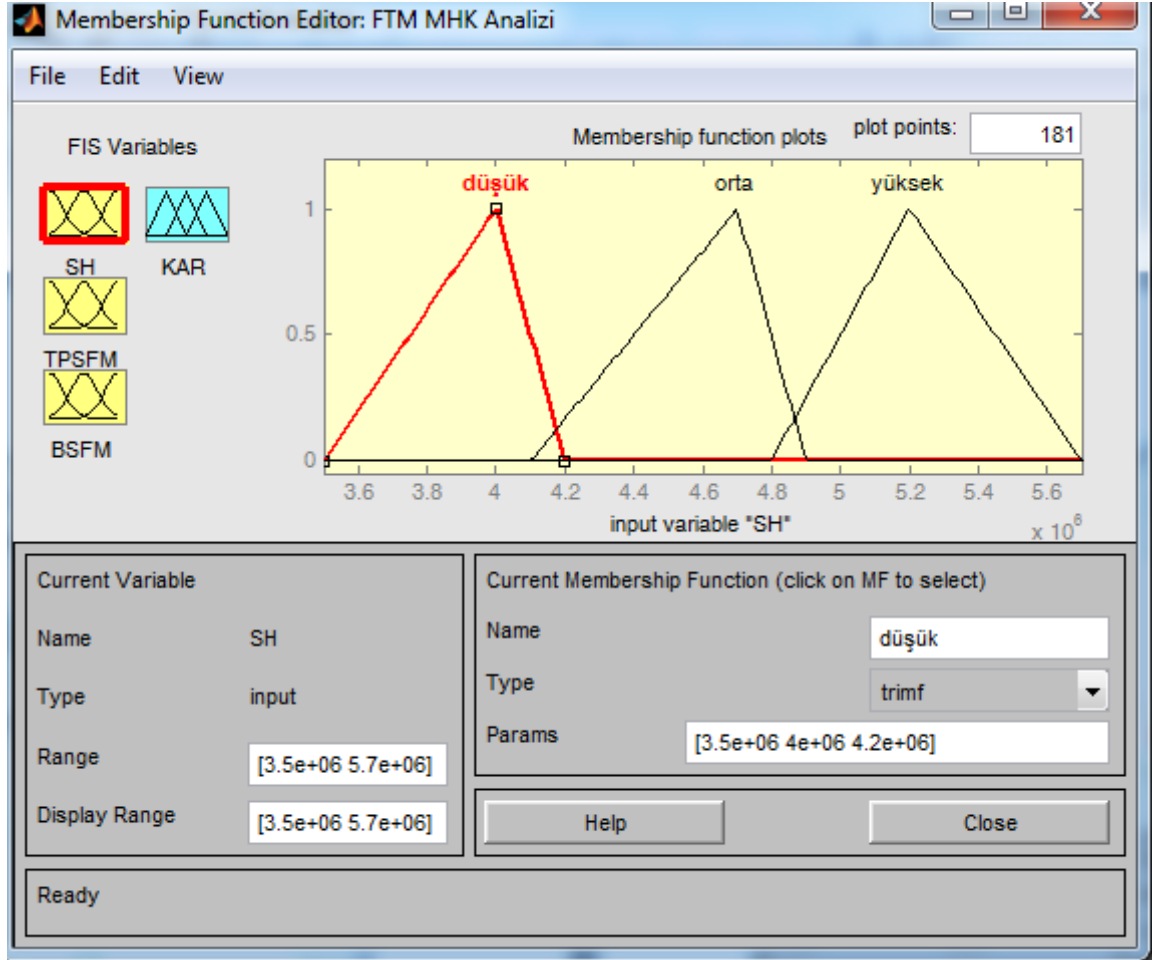 Membership Function Editor: FTM MHK Analizi
File Edit View
FIS Variables
SH
KAR
TPSFM
BSFM
Membership function plots
plot points:
181
düşük
orta
yüksek
1
0.5
0
3.6 3.8 4 4.2 4.4 4.6 4.8 5 5.2 5.4 5.6
input variable "SH"
x 10⁶
Current Variable
Name SH
Type input
Range [3.5e+06 5.7e+06]
Display Range [3.5e+06 5.7e+06]
Current Membership Function (click on MF to select)
Name düşük
Type trimf
Params [3.5e+06 4e+06 4.2e+06]
Help
Close
Ready